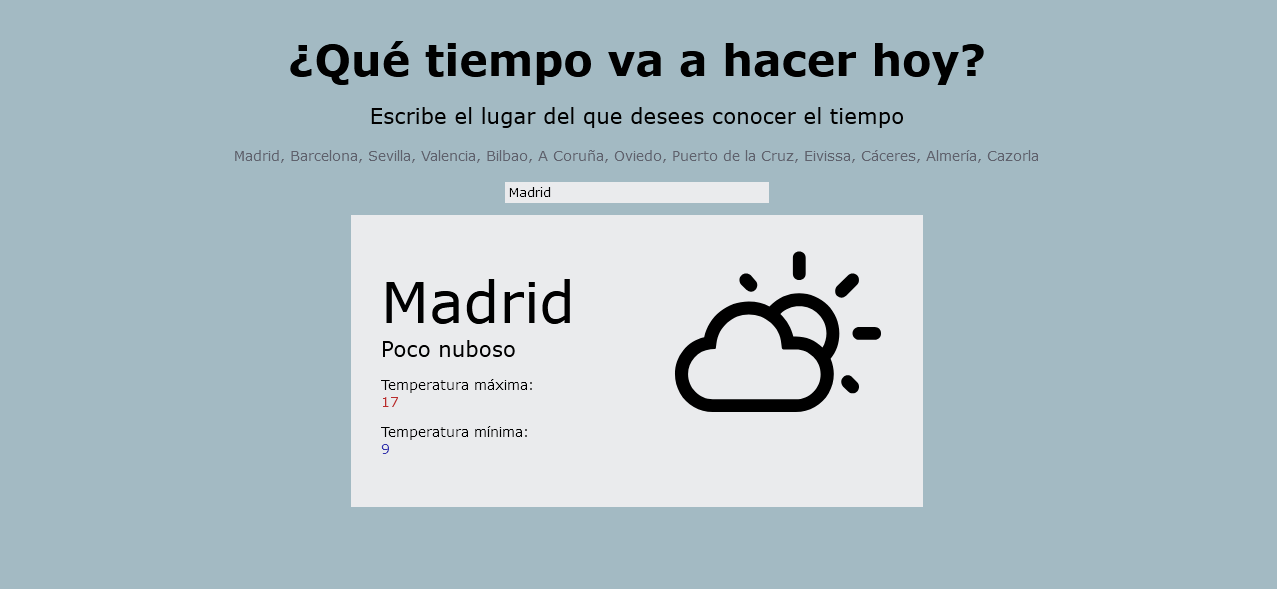 ¿Qué tiempo va a hacer hoy?
Escribe el lugar del que desees conocer el tiempo
Madrid, Barcelona, Sevilla, Valencia, Bilbao, A Coruña, Oviedo, Puerto de la Cruz, Eivissa, Cáceres, Almería, Cazorla
Madrid
Madrid
Poco nuboso
Temperatura máxima:
17
Temperatura mínima:
9